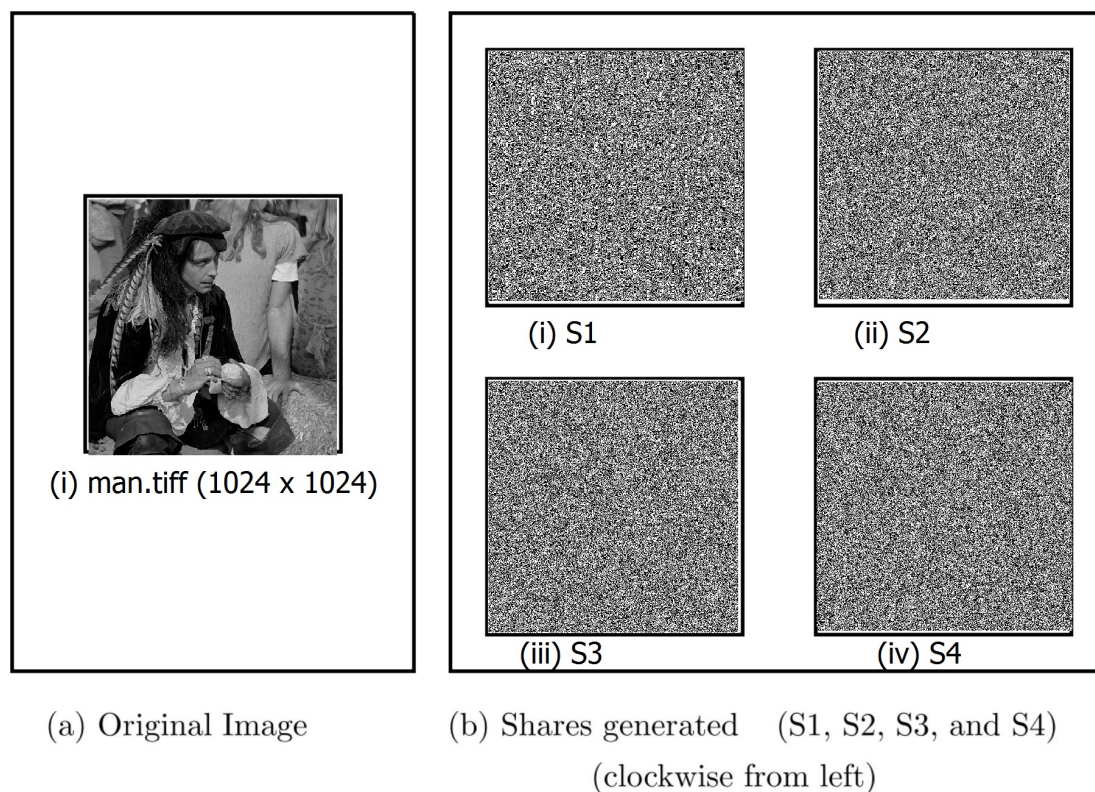 (i) man.tiff (1024 x 1024)
(i) S1
(ii) S2
(iii) S3
(iv) S4
(a) Original Image
(b) Shares generated (S1, S2, S3, and S4)
(clockwise from left)